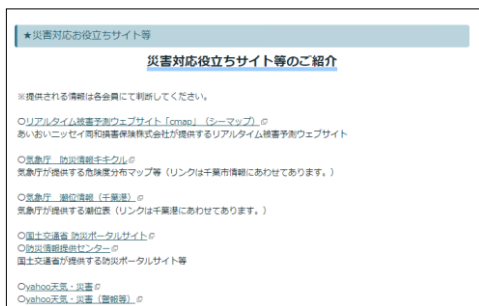 ★災害対応お役立ちサイト等
災害対応役立ちサイト等のご紹介
※提供される情報は各会員にて判断してください。
○リアルタイム被害予測ウェブサイト「cmap」（シーマップ）
あいおいニッセイ同和損害保険株式会社が提供するリアルタイム被害予測ウェブサイト
○気象庁 防災情報キキクル
気象庁が提供する危険度分布マップ等（リンクは千葉市情報にあわせてあります。）
○気象庁 潮位情報（千葉港）
気象庁が提供する潮位表（リンクは千葉港にあわせてあります。）
○国土交通省 防災ポータルサイト
○防災情報提供センター
国土交通省が提供する防災ポータルサイト等
○yahoo天気・災害
○yahoo天気・災害（警報等）